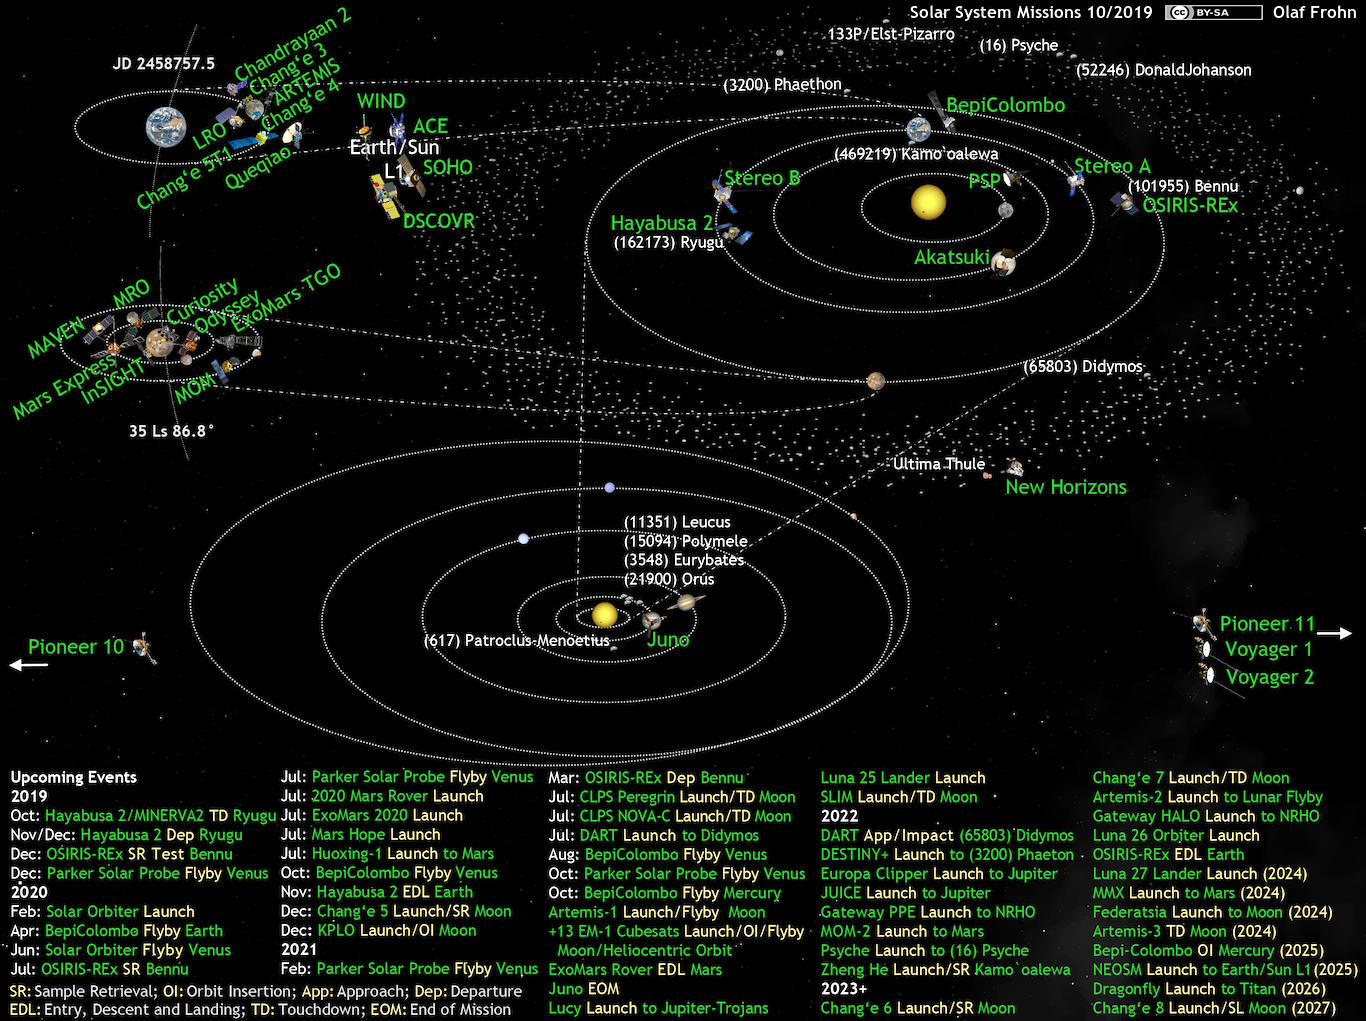 Solar System Missions 10/2019 cc BY-SA Olaf Frohn
133P/Elst-Pizarro
(16) Psyche
(52246) DonaldJohanson
(3200) Phaethon
JD 2458757.5
Chandrayaan 2
Chang‘e 3
ARTEMIS
Chang‘e 4
LRO
Chang‘e 5T1
Queqiao
WIND
ACE
Earth/Sun
L1
SOHO
DSCOVR
BepiColombo
(469219) Kamo`oalewa
Stereo A
Stereo B
PSP
(101955) Bennu
OSIRIS-REx
Hayabusa 2
(162173) Ryugu
Akatsuki
MRO
MAVEN
Curiosity
Odyssey
ExoMars TGO
Mars Express
InSIGHT
MOM
35 Ls 86.8°
(65803) Didymos
Ultima Thule
New Horizons
(11351) Leucus
(15094) Polymele
(3548) Eurybates
(21900) Orus
(617) Patroclus-Menoetius
Juno
Pioneer 10
Pioneer 11
Voyager 1
Voyager 2
Upcoming Events
2019
Oct: Hayabusa 2/MINERVA2 TD Ryugu
Nov/Dec: Hayabusa 2 Dep Ryugu
Dec: OSIRIS-REx SR Test Bennu
Dec: Parker Solar Probe Flyby Venus
2020
Feb: Solar Orbiter Launch
Apr: BepiColombo Flyby Earth
Jun: Solar Orbiter Flyby Venus
Jul: OSIRIS-REx SR Bennu
Jul: Parker Solar Probe Flyby Venus
Jul: 2020 Mars Rover Launch
Jul: ExoMars 2020 Launch
Jul: Mars Hope Launch
Jul: Huoxing-1 Launch to Mars
Oct: BepiColombo Flyby Venus
Nov: Hayabusa 2 EDL Earth
Dec: Chang‘e 5 Launch/SR Moon
Dec: KPLO Launch/OI Moon
2021
Feb: Parker Solar Probe Flyby Venus
Mar: OSIRIS-REx Dep Bennu
Jul: CLPS Peregrin Launch/TD Moon
Jul: CLPS NOVA-C Launch/TD Moon
Jul: DART Launch to Didymos
Aug: BepiColombo Flyby Venus
Oct: Parker Solar Probe Flyby Venus
Oct: BepiColombo Flyby Mercury
Artemis-1 Launch/Flyby Moon
+13 EM-1 Cubesats Launch/OI/Flyby
Moon/Heliocentric Orbit
ExoMars Rover EDL Mars
Juno EOM
Lucy Launch to Jupiter-Trojans
Luna 25 Lander Launch
SLIM Launch/TD Moon
2022
DART App/Impact (65803) Didymos
DESTINY+ Launch to (3200) Phaeton
Europa Clipper Launch to Jupiter
JUICE Launch to Jupiter
Gateway PPE Launch to NRHO
MOM-2 Launch to Mars
Psyche Launch to (16) Psyche
Zheng He Launch/SR Kamo`oalewa
2023+
Chang‘e 6 Launch/SR Moon
Chang‘e 7 Launch/TD Moon
Artemis-2 Launch to Lunar Flyby
Gateway HALO Launch to NRHO
Luna 26 Orbiter Launch
OSIRIS-REx EDL Earth
Luna 27 Lander Launch (2024)
MMX Launch to Mars (2024)
Federatsia Launch to Moon (2024)
Artemis-3 TD Moon (2024)
Bepi-Colombo OI Mercury (2025)
NEOSM Launch to Earth/Sun L1 (2025)
Dragonfly Launch to Titan (2026)
Chang‘e 8 Launch/SL Moon (2027)
SR: Sample Retrieval; OI: Orbit Insertion; App: Approach; Dep: Departure
EDL: Entry, Descent and Landing; TD: Touchdown; EOM: End of Mission